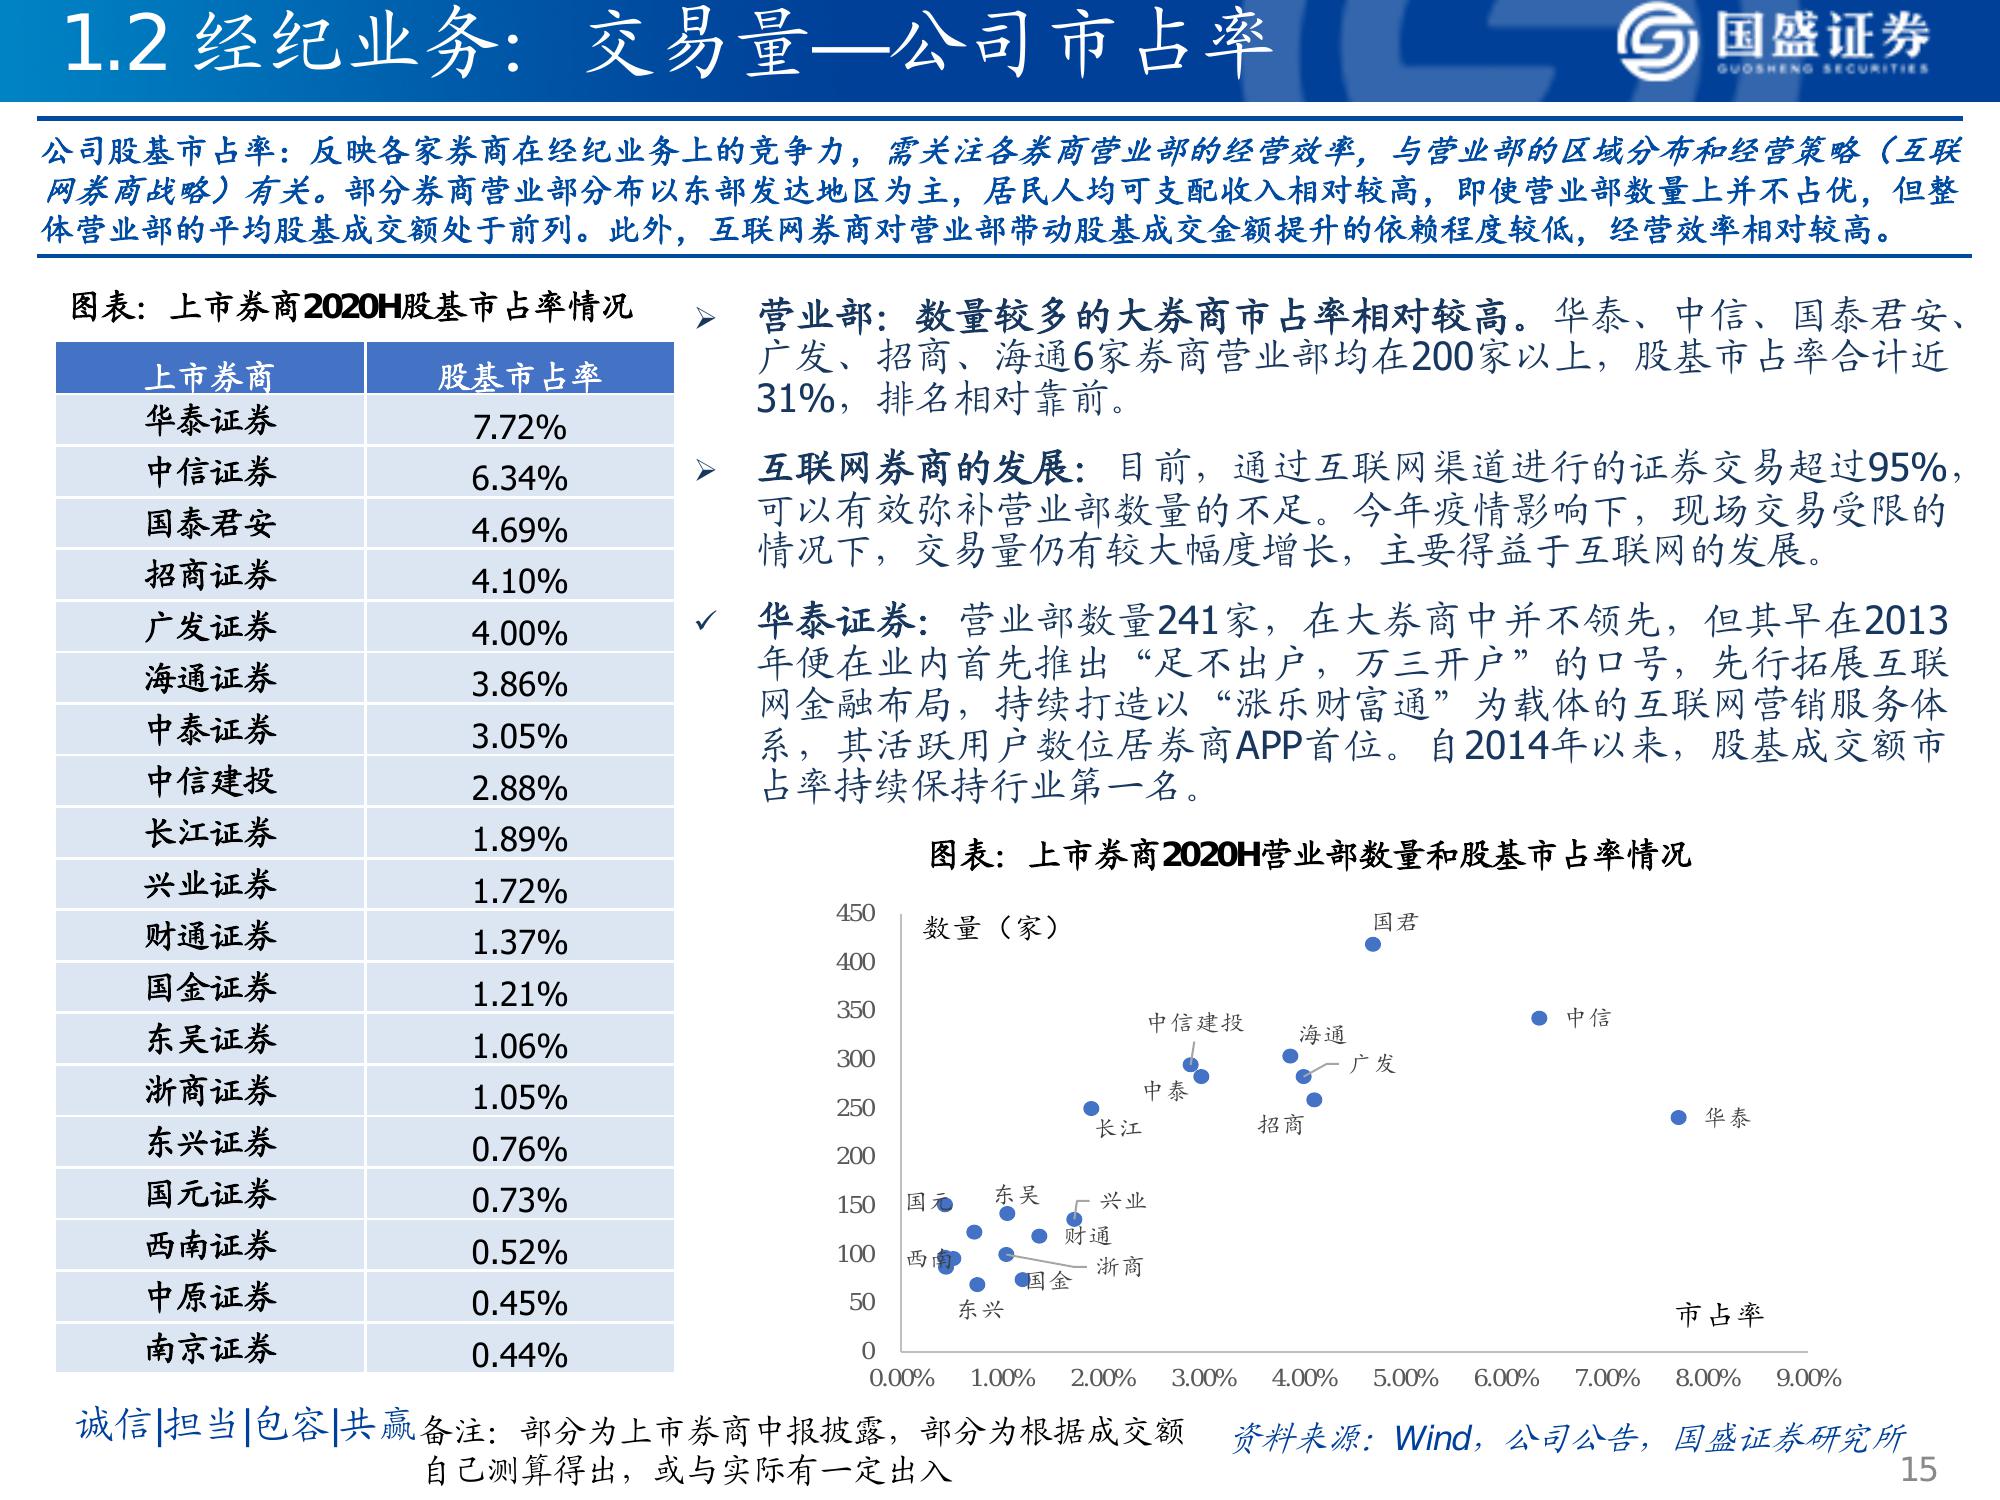 1.2 经纪业务：交易量—公司市占率
国盛证券
GUOSHENG SECURITIES
公司股基市占率：反映各家券商在经纪业务上的竞争力，需关注各券商营业部的经营效率，与营业部的区域分布和经营策略（互联
网券商战略）有关。部分券商营业部分布以东部发达地区为主，居民人均可支配收入相对较高，即使营业部数量上并不占优，但整
体营业部的平均股基成交额处于前列。此外，互联网券商对营业部带动股基成交金额提升的依赖程度较低，经营效率相对较高。
图表：上市券商2020H股基市占率情况
上市券商 股基市占率
华泰证券 7.72%
中信证券 6.34%
国泰君安 4.69%
招商证券 4.10%
广发证券 4.00%
海通证券 3.86%
中泰证券 3.05%
中信建投 2.88%
长江证券 1.89%
兴业证券 1.72%
财通证券 1.37%
国金证券 1.21%
东吴证券 1.06%
浙商证券 1.05%
东兴证券 0.76%
国元证券 0.73%
西南证券 0.52%
中原证券 0.45%
南京证券 0.44%
➢ 营业部：数量较多的大券商市占率相对较高。华泰、中信、国泰君安、
广发、招商、海通6家券商营业部均在200家以上，股基市占率合计近
31%，排名相对靠前。
➢ 互联网券商的发展：目前，通过互联网渠道进行的证券交易超过95%，
可以有效弥补营业部数量的不足。今年疫情影响下，现场交易受限的
情况下，交易量仍有较大幅度增长，主要得益于互联网的发展。
✓ 华泰证券：营业部数量241家，在大券商中并不领先，但其早在2013
年便在业内首先推出“足不出户，万三开户”的口号，先行拓展互联
网金融布局，持续打造以“涨乐财富通”为载体的互联网营销服务体
系，其活跃用户数位居券商APP首位。自2014年以来，股基成交额市
占率持续保持行业第一名。
图表：上市券商2020H营业部数量和股基市占率情况
数量（家）
450
400
350
300
250
200
150
100
50
0
国君
中信
中信建投
海通
广发
中泰
招商
长江
华泰
国元
东吴
兴业
财通
西南
浙商
国金
东兴
市占率
0.00% 1.00% 2.00% 3.00% 4.00% 5.00% 6.00% 7.00% 8.00% 9.00%
诚信|担当|包容|共赢
备注：部分为上市券商中报披露，部分为根据成交额
自己测算得出，或与实际有一定出入
资料来源：Wind，公司公告，国盛证券研究所
15